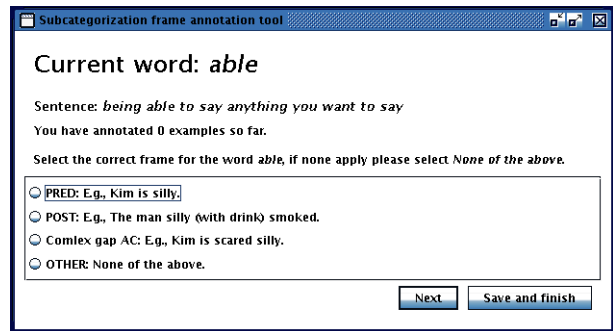 Subcategorization frame annotation tool
Current word: able
Sentence: being able to say anything you want to say
You have annotated 0 examples so far.
Select the correct frame for the word able, if none apply please select None of the above.
PRED: E.g., Kim is silly.
POST: E.g., The man silly (with drink) smoked.
Comlex gap AC: E.g., Kim is scared silly.
OTHER: None of the above.
Next Save and finish